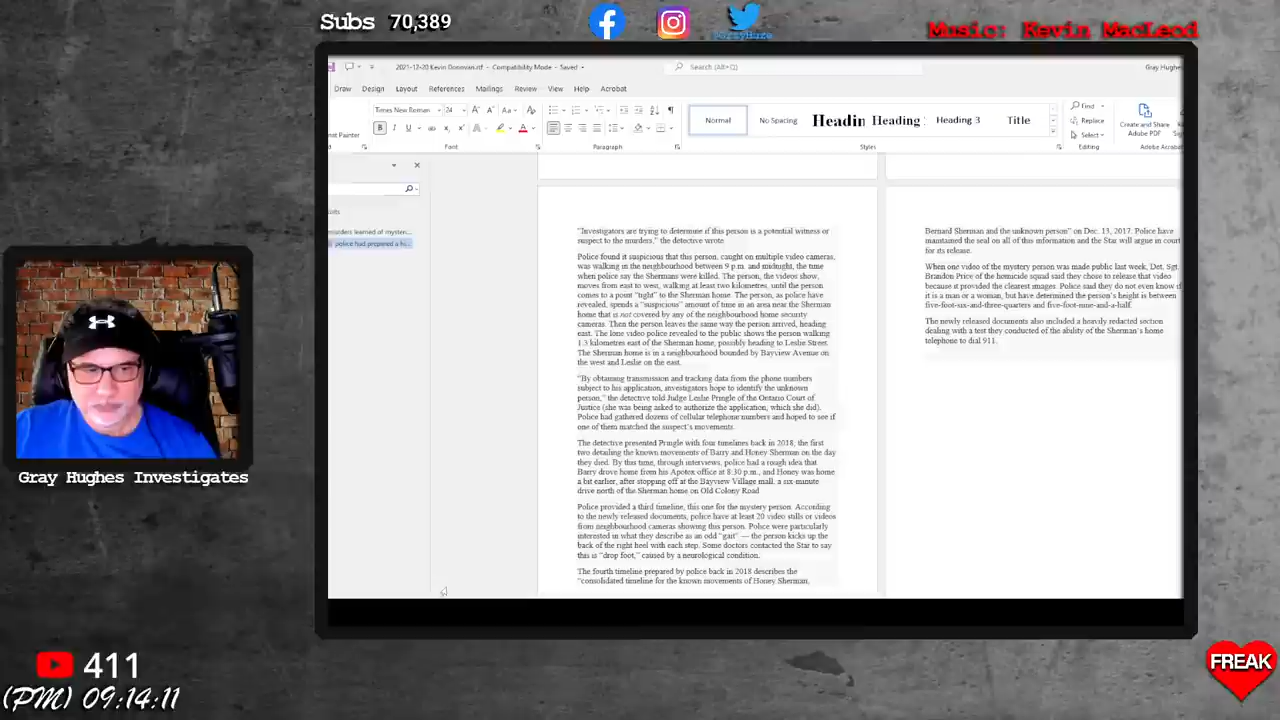 Subs 70,389
Music: Kevin MacLeod
2021-12-20 Kevin Donovan.rtf - Compatibility Mode - Saved
Search (Alt+Q)
Gray Hughe
Draw Design Layout References Mailings Review View Help Acrobat
Times New Roman 24
Normal No Spacing Headin Heading Heading 3 Title
Find
Replace
Select
Create and Share
Adobe PDF
nat Painter
Font Paragraph Styles Editing Adobe Acrobat
murders learned of myster...
police had prepared a hi...
"Investigators are trying to determine if this person is a potential witness or
suspect to the murders," the detective wrote.
Police found it suspicious that this person, caught on multiple video cameras,
was walking in the neighbourhood between 9 p.m. and midnight, the time
when police say the Shermans were killed. The person, the videos show,
moves from east to west, walking at least two kilometres, until the person
comes to a point "tight" to the Sherman home. The person, as police have
revealed, spends a "suspicious" amount of time in an area near the Sherman
home that is not covered by any of the neighbourhood home security
cameras. Then the person leaves the same way the person arrived, heading
east. The lone video police revealed to the public shows the person walking
1.3 kilometres east of the Sherman home, possibly heading to Leslie Street.
The Sherman home is in a neighbourhood bounded by Bayview Avenue on
the west and Leslie on the east.
"By obtaining transmission and tracking data from the phone numbers
subject to his application, investigators hope to identify the unknown
person," the detective told Judge Leslie Pringle of the Ontario Court of
Justice (she was being asked to authorize the application, which she did).
Police had gathered dozens of cellular telephone numbers and hoped to see if
one of them matched the suspect's movements.
The detective presented Pringle with four timelines back in 2018, the first
two detailing the known movements of Barry and Honey Sherman on the day
they died. By this time, through interviews, police had a rough idea that
Barry drove home from his Apotex office at 8:30 p.m., and Honey was home
a bit earlier, after stopping off at the Bayview Village mall, a six-minute
drive north of the Sherman home on Old Colony Road
Police provided a third timeline, this one for the mystery person. According
to the newly released documents, police have at least 20 video stills or videos
from neighbourhood cameras showing this person. Police were particularly
interested in what they describe as an odd "gait" — the person kicks up the
back of the right heel with each step. Some doctors contacted the Star to say
this is "drop foot," caused by a neurological condition.
The fourth timeline prepared by police back in 2018 describes the
"consolidated timeline for the known movements of Honey Sherman,
Bernard Sherman and the unknown person" on Dec. 13, 2017. Police have
maintained the seal on all of this information and the Star will argue in court
for its release.
When one video of the mystery person was made public last week, Det. Sgt.
Brandon Price of the homicide squad said they chose to release that video
because it provided the clearest images. Police said they do not even know if
it is a man or a woman, but have determined the person's height is between
five-foot-six-and-three-quarters and five-foot-nine-and-a-half.
The newly released documents also included a heavily redacted section
dealing with a test they conducted of the ability of the Sherman's home
telephone to dial 911.
Gray Hughes Investigates
411
(PM) 09:14:11
FREAK